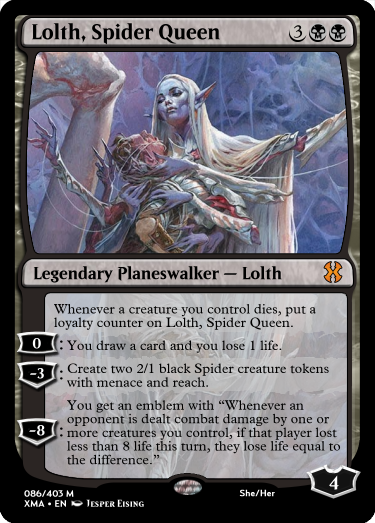 Lolth, Spider Queen 3
Legendary Planeswalker — Lolth
Whenever a creature you control dies, put a
loyalty counter on Lolth, Spider Queen.
0: You draw a card and you lose 1 life.
-3: Create two 2/1 black Spider creature tokens
with menace and reach.
-8: You get an emblem with “Whenever an
opponent is dealt combat damage by one or
more creatures you control, if that player lost
less than 8 life this turn, they lose life equal to
the difference.”
4
086/403 M She/Her
XMA • EN Jesper Eising